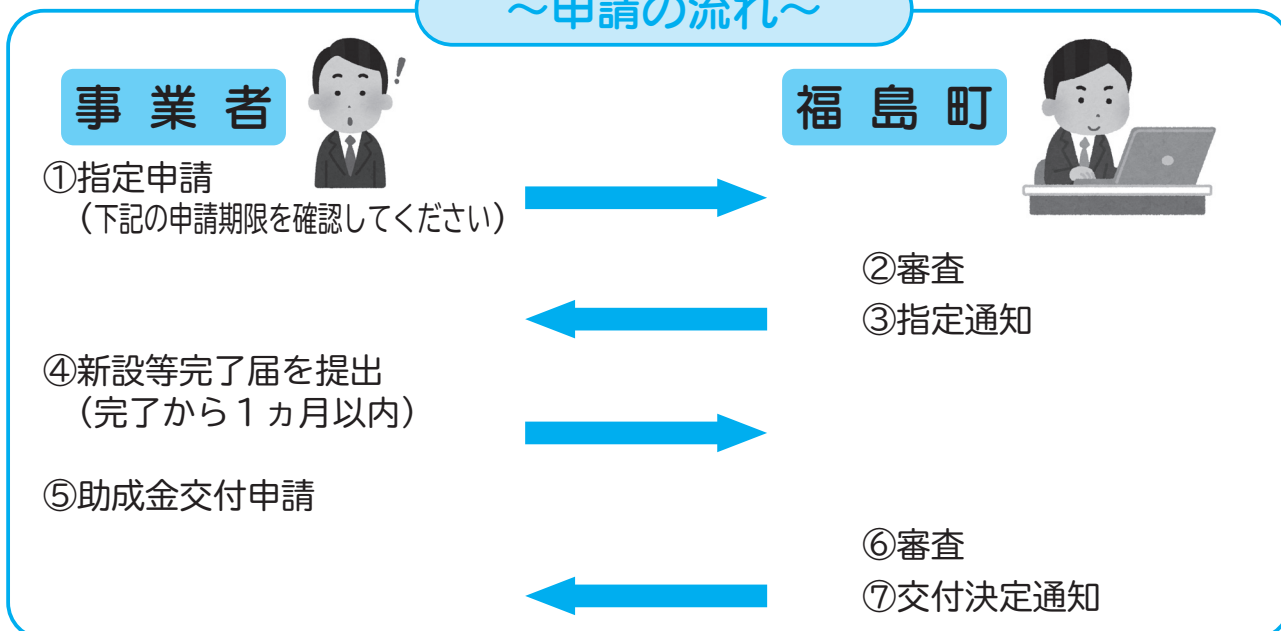 ～申請の流れ～
事業者
福島町
①指定申請
（下記の申請期限を確認してください）
②審査
③指定通知
④新設等完了届を提出
（完了から１ヵ月以内）
⑤助成金交付申請
⑥審査
⑦交付決定通知